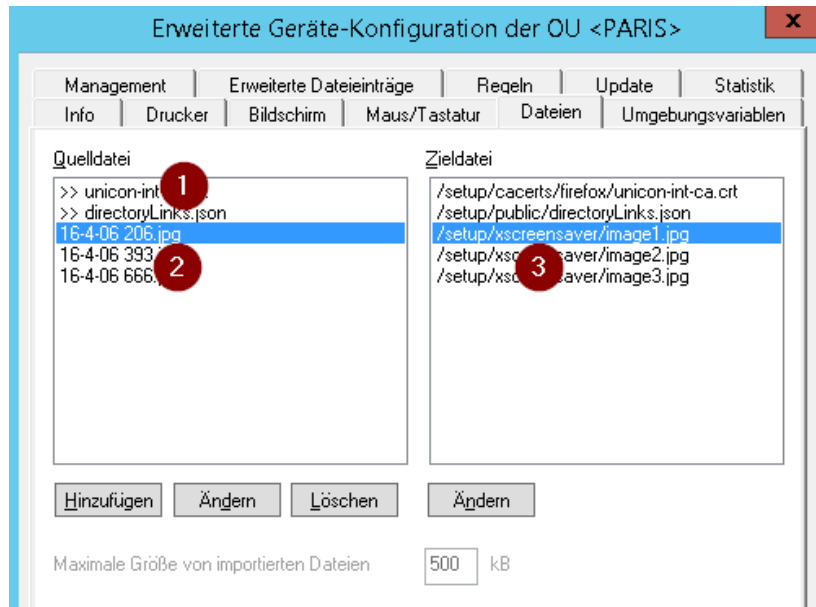 Erweiterte Geräte-Konfiguration der OU <PARIS>
x
Management Erweiterte Dateieinträge Regeln Update Statistik
Info Drucker Bildschirm Maus/Tastatur Dateien Umgebungsvariablen
Quelldatei Zieldatei
>> unicon-int 1 /setup/cacerts/firefox/unicon-int-ca.crt
>> directoryLinks.json /setup/public/directoryLinks.json
16-4-06 206.jpg /setup/xscreensaver/image1.jpg
16-4-06 393 /setup/xsc saver/image2.jpg
2 3
16-4-06 666 /setup/xsc saver/image3.jpg
Hinzufügen Ändern Löschen Ändern
Maximale Größe von importierten Dateien 500 kB